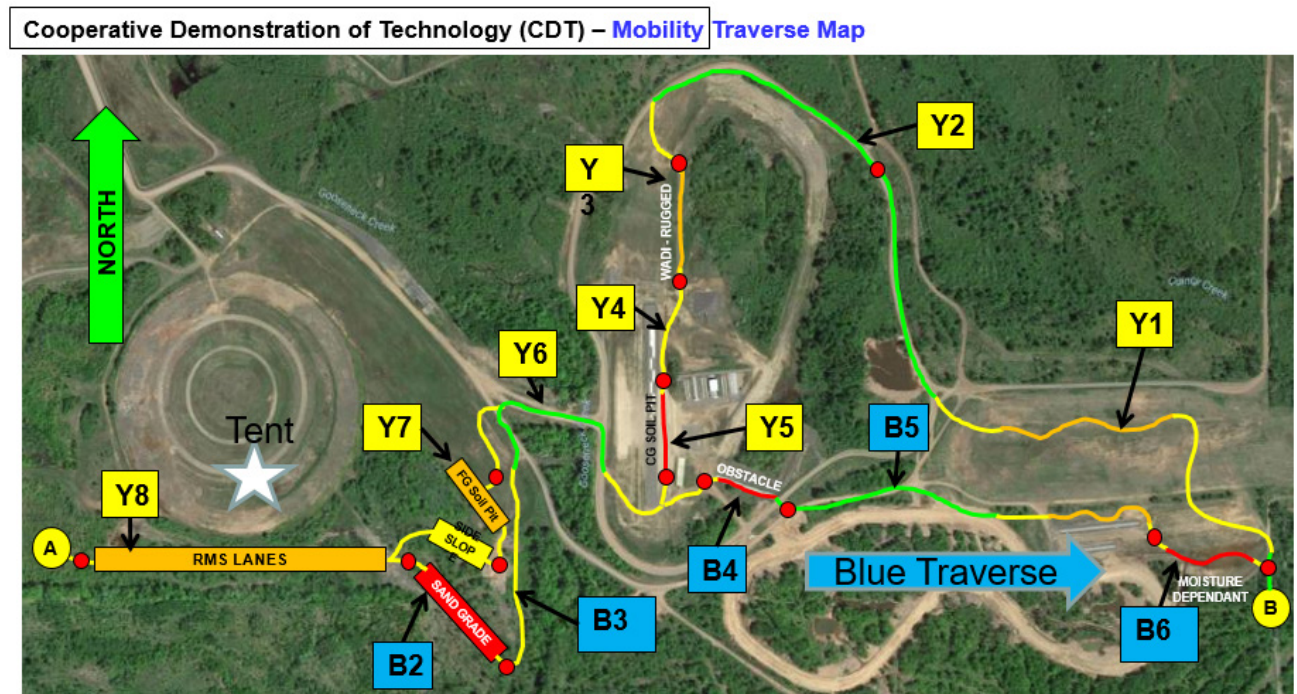 Cooperative Demonstration of Technology (CDT) – Mobility Traverse Map
NORTH
Gooseneck Creek
Y2
Y
3
WADI - RUGGED
Y4
Y1
Y6
Y7
CG SOIL PIT
Y5
B5
Tent
FG Soil Pit
OBSTACLE
Y8
SIDE
SLOP
E
A
RMS LANES
B4
Blue Traverse
MOISTURE
DEPENDANT
B
SAND GRADE
B2
B3
B6